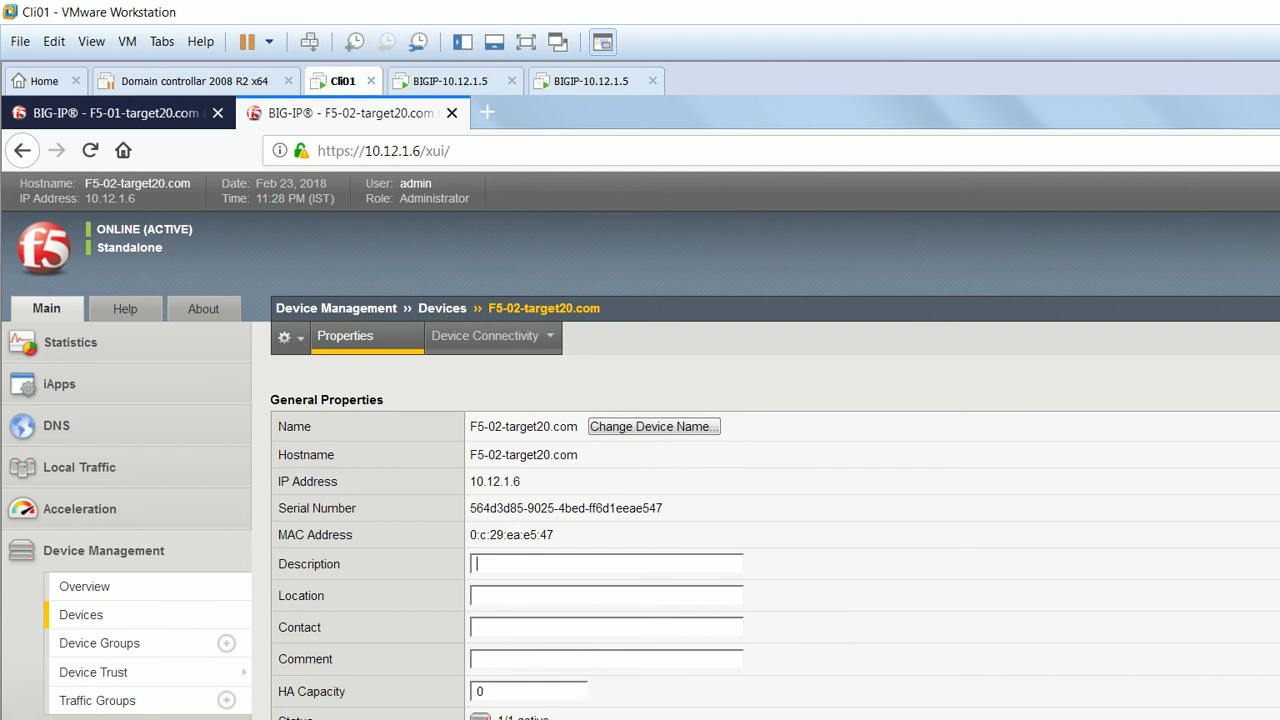 Cli01 - VMware Workstation
File Edit View VM Tabs Help
Home Domain controllar 2008 R2 x64 Cli01 BIGIP-10.12.1.5 BIGIP-10.12.1.5
BIG-IP® - F5-01-target20.com BIG-IP® - F5-02-target20.com
https://10.12.1.6/xui/
Hostname: F5-02-target20.com Date: Feb 23, 2018 User: admin
IP Address: 10.12.1.6 Time: 11:28 PM (IST) Role: Administrator
f5
ONLINE (ACTIVE)
Standalone
Main Help About
Device Management ›› Devices ›› F5-02-target20.com
Properties Device Connectivity
Statistics
iApps
DNS
Local Traffic
Acceleration
Device Management
Overview
Devices
Device Groups
Device Trust
Traffic Groups
General Properties
Name F5-02-target20.com Change Device Name...
Hostname F5-02-target20.com
IP Address 10.12.1.6
Serial Number 564d3d85-9025-4bed-ff6d1eeae547
MAC Address 0:c:29:ea:e5:47
Description
Location
Contact
Comment
HA Capacity 0
Status 1/1 active